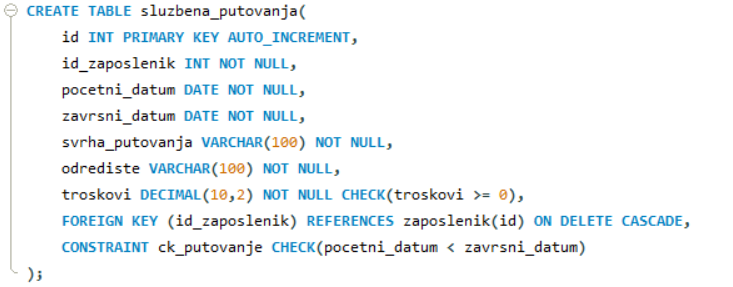 CREATE TABLE sluzbena_putovanja(
id INT PRIMARY KEY AUTO_INCREMENT,
id_zaposlenik INT NOT NULL,
pocetni_datum DATE NOT NULL,
zavrsni_datum DATE NOT NULL,
svrha_putovanja VARCHAR(100) NOT NULL,
odrediste VARCHAR(100) NOT NULL,
troskovi DECIMAL(10,2) NOT NULL CHECK(troskovi >= 0),
FOREIGN KEY (id_zaposlenik) REFERENCES zaposlenik(id) ON DELETE CASCADE,
CONSTRAINT ck_putovanje CHECK(pocetni_datum < zavrsni_datum)
);